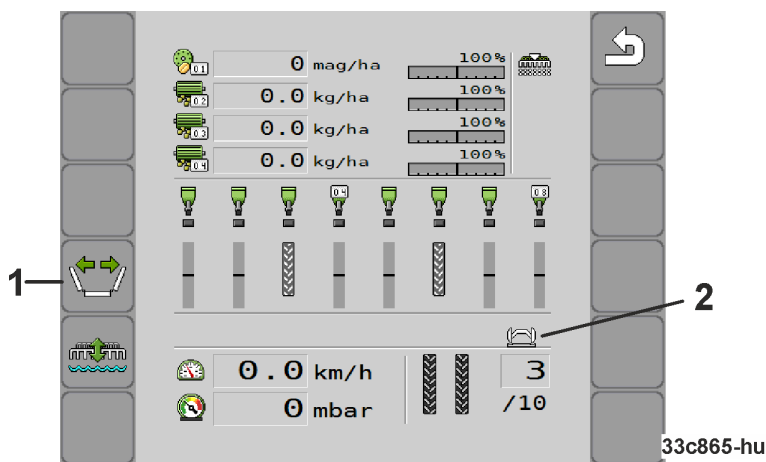 01 0 mag/ha 100%
02 0.0 kg/ha 100%
03 0.0 kg/ha 100%
04 0.0 kg/ha 100%
04 08
1
2
0.0 km/h 3
0 mbar /10
33c865-hu